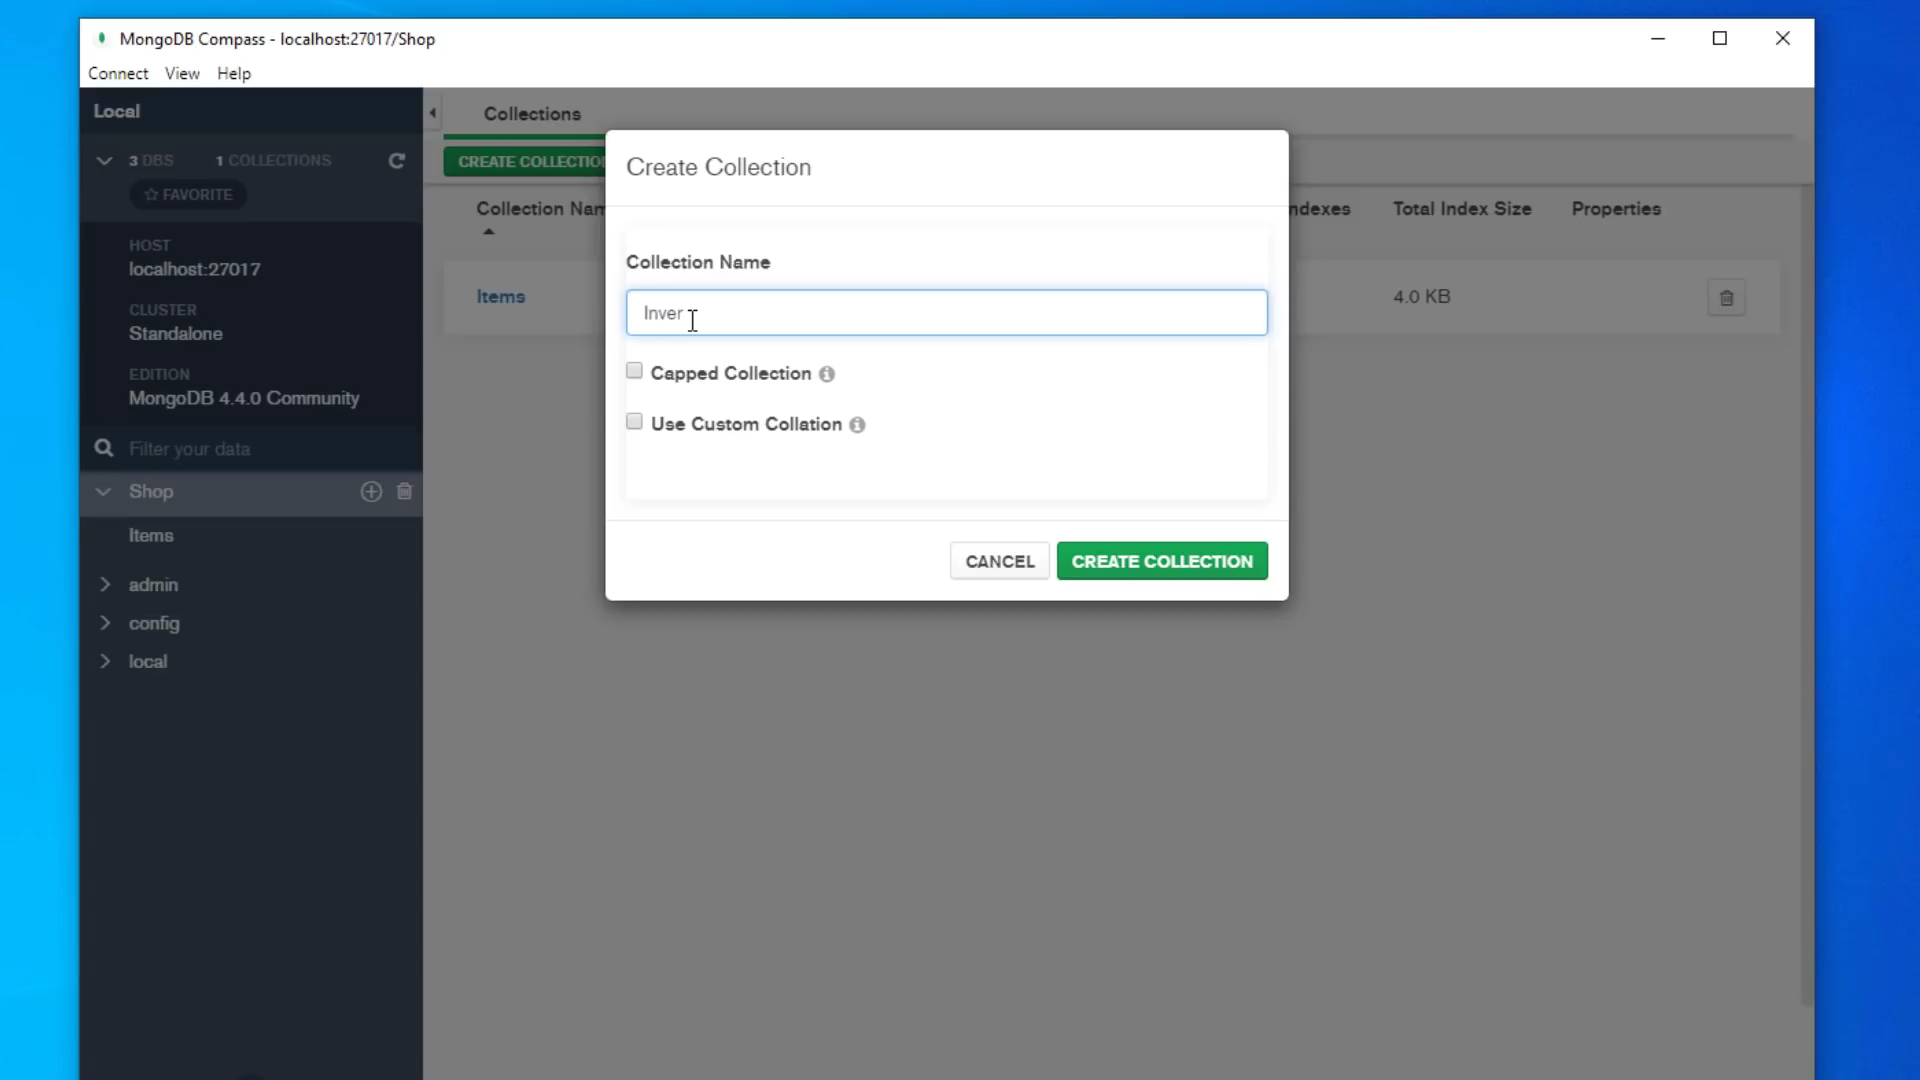 MongoDB Compass - localhost:27017/Shop
Connect View Help
Local
Collections
3 DBS 1 COLLECTIONS
FAVORITE
CREATE COLLECTIO
Create Collection
Collection Nam
ndexes Total Index Size Properties
HOST
localhost:27017
Collection Name
Items
Inver
4.0 KB
CLUSTER
Standalone
EDITION
MongoDB 4.4.0 Community
Capped Collection
Use Custom Collation
Filter your data
Shop
Items
CANCEL CREATE COLLECTION
admin
config
local